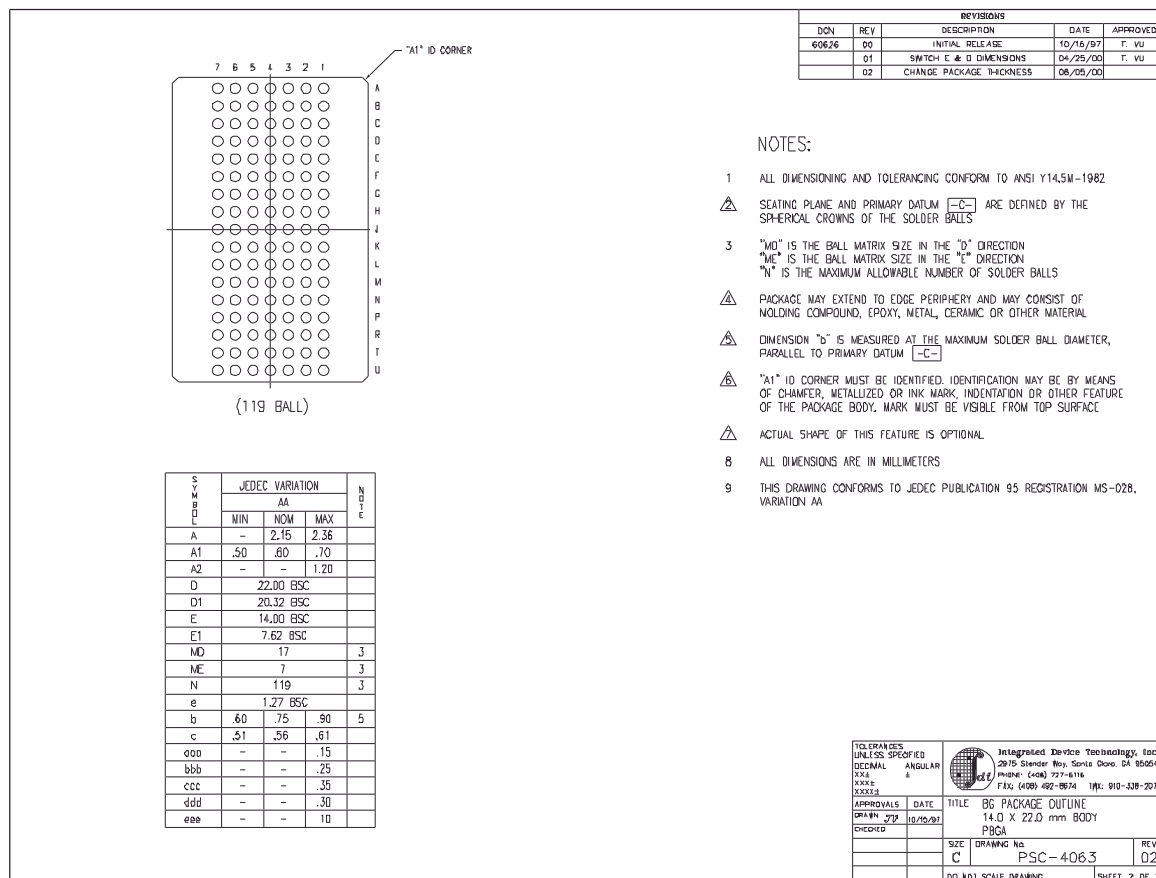 REVISIONS
DCN REV DESCRIPTION DATE APPROVED
60626 00 INITIAL RELEASE 10/15/97 T. VU
01 SWITCH E & D DIMENSIONS 04/25/00 T. VU
02 CHANGE PACKAGE THICKNESS 06/05/00
"A1" ID CORNER
7 6 5 4 3 2 1
A
B
C
D
E
F
G
H
J
K
L
M
N
P
R
T
U
(119 BALL)
NOTES:
1 ALL DIMENSIONING AND TOLERANCING CONFORM TO ANSI Y14.5M-1982
2 SEATING PLANE AND PRIMARY DATUM -C- ARE DEFINED BY THE
SPHERICAL CROWNS OF THE SOLDER BALLS
3 "MD" IS THE BALL MATRIX SIZE IN THE "D" DIRECTION
"ME" IS THE BALL MATRIX SIZE IN THE "E" DIRECTION
"N" IS THE MAXIMUM ALLOWABLE NUMBER OF SOLDER BALLS
4 PACKAGE MAY EXTEND TO EDGE PERIPHERY AND MAY CONSIST OF
MOLDING COMPOUND, EPOXY, METAL, CERAMIC OR OTHER MATERIAL
5 DIMENSION "b" IS MEASURED AT THE MAXIMUM SOLDER BALL DIAMETER,
PARALLEL TO PRIMARY DATUM -C-
6 "A1" ID CORNER MUST BE IDENTIFIED. IDENTIFICATION MAY BE BY MEANS
OF CHAMFER, METALLIZED OR INK MARK, INDENTATION OR OTHER FEATURE
OF THE PACKAGE BODY. MARK MUST BE VISIBLE FROM TOP SURFACE
7 ACTUAL SHAPE OF THIS FEATURE IS OPTIONAL
8 ALL DIMENSIONS ARE IN MILLIMETERS
9 THIS DRAWING CONFORMS TO JEDEC PUBLICATION 95 REGISTRATION MS-028,
VARIATION AA
SYMBOL JEDEC VARIATION NOTE
AA
MIN NOM MAX
A - 2.15 2.36
A1 .50 .60 .70
A2 - - 1.20
D 22.00 BSC
D1 20.32 BSC
E 14.00 BSC
E1 7.62 BSC
MD 17 3
ME 7 3
N 119 3
e 1.27 BSC
b .60 .75 .90 5
c .51 .56 .61
aaa - - .15
bbb - - .25
ccc - - .35
ddd - - .30
eee - - 10
TOLERANCES
UNLESS SPECIFIED
DECIMAL ANGULAR
XX± ±
XXX±
XXXX±
idt
Integrated Device Technology, Inc
2975 Stender Way, Santa Clara, CA 95054
PHONE: (408) 727-6116
FAX: (408) 492-8674 TWX: 910-338-207
APPROVALS DATE
DRAWN 10/15/97
CHECKED
TITLE BG PACKAGE OUTLINE
14.0 X 22.0 mm BODY
PBGA
SIZE DRAWING No. REV
C PSC-4063 02
DO NOT SCALE DRAWING SHEET 2 OF